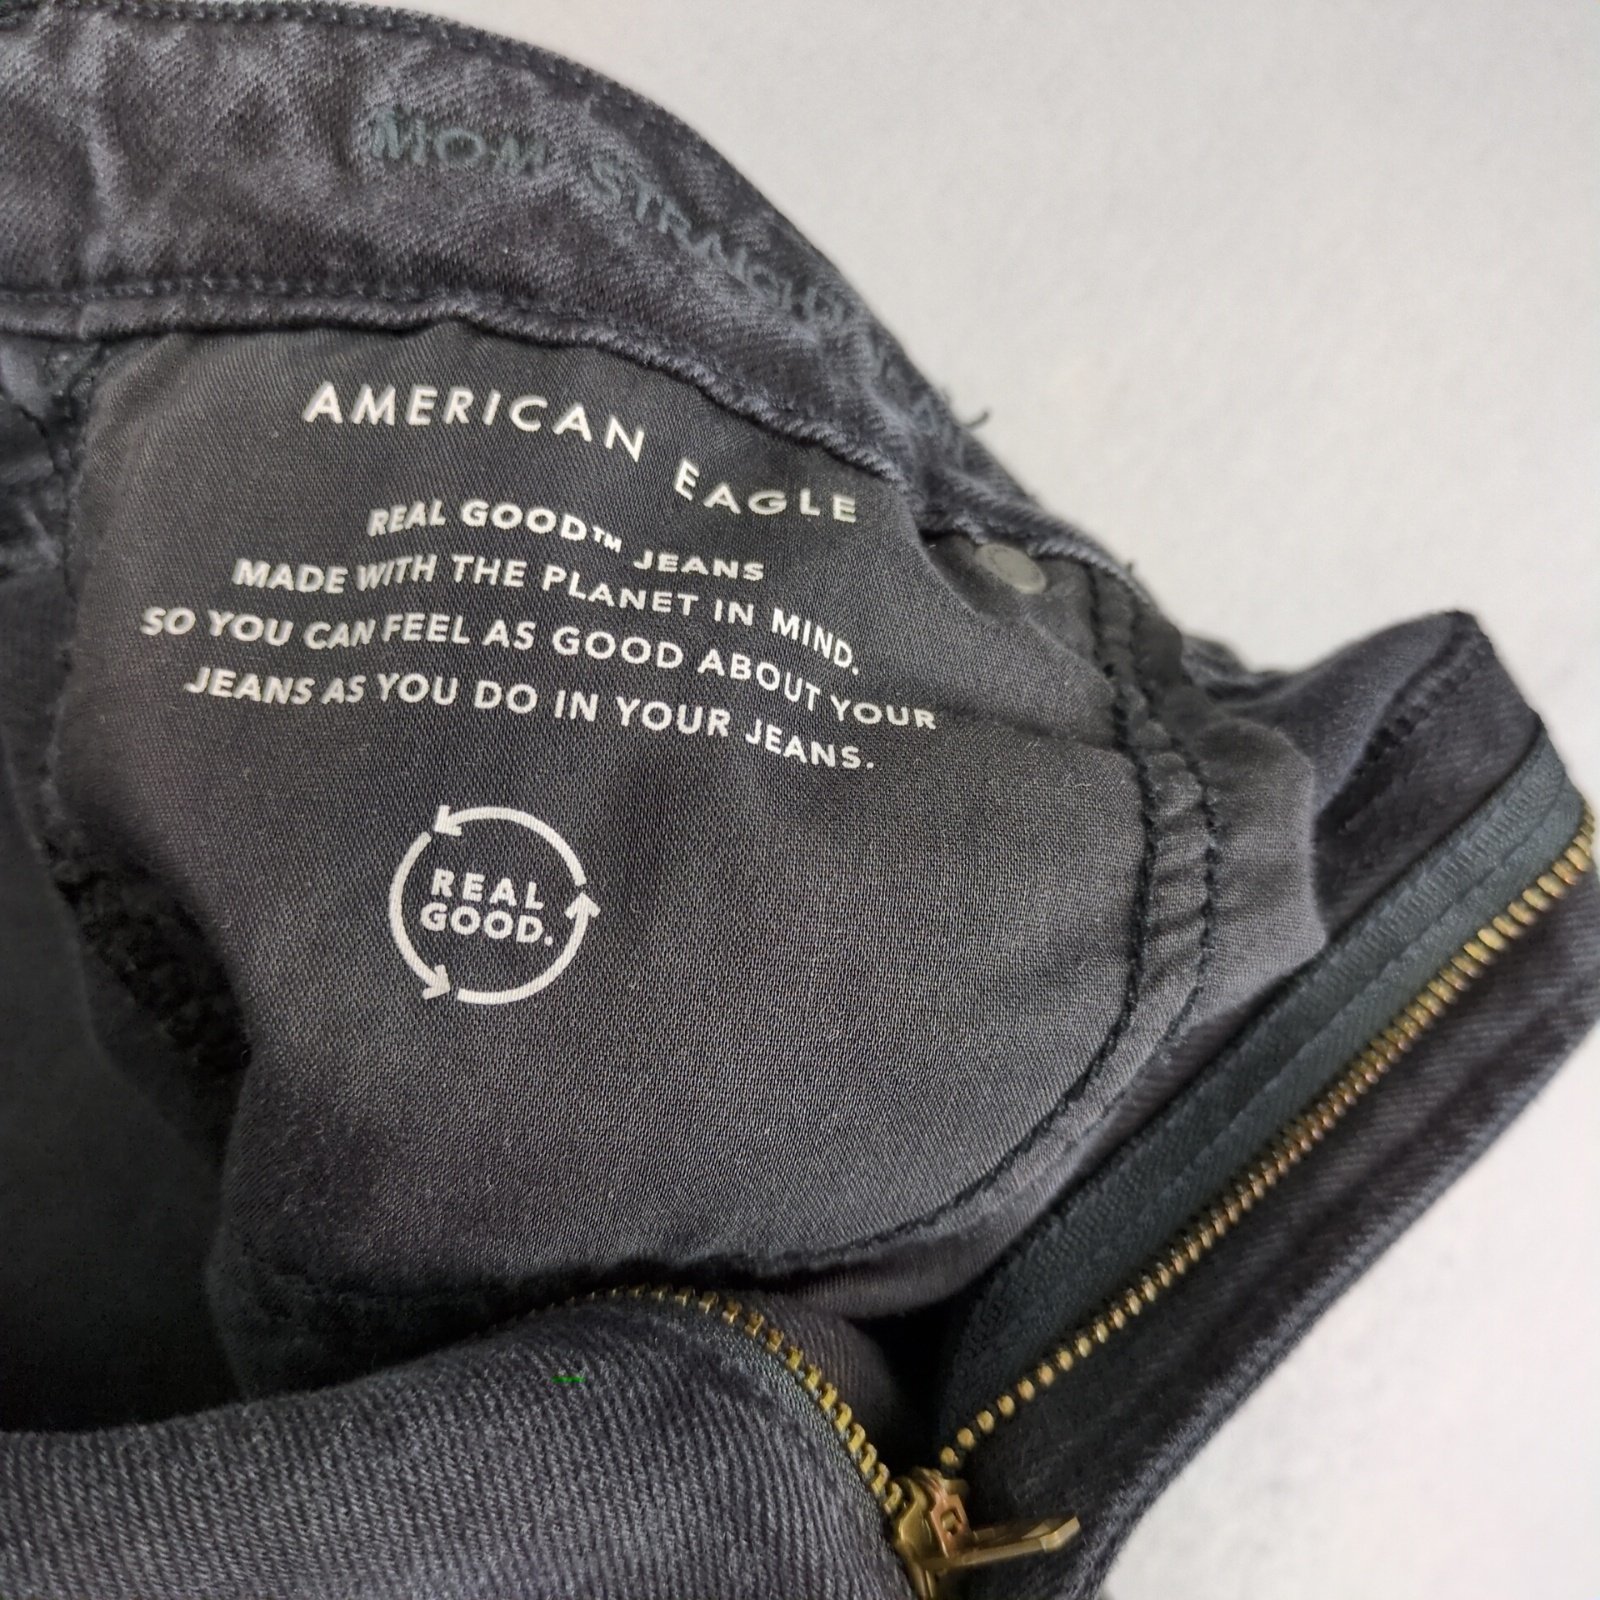 MOM STRAIGHT
AMERICAN EAGLE
REAL GOOD™ JEANS
MADE WITH THE PLANET IN MIND.
SO YOU CAN FEEL AS GOOD ABOUT YOUR
JEANS AS YOU DO IN YOUR JEANS.
REAL
GOOD.